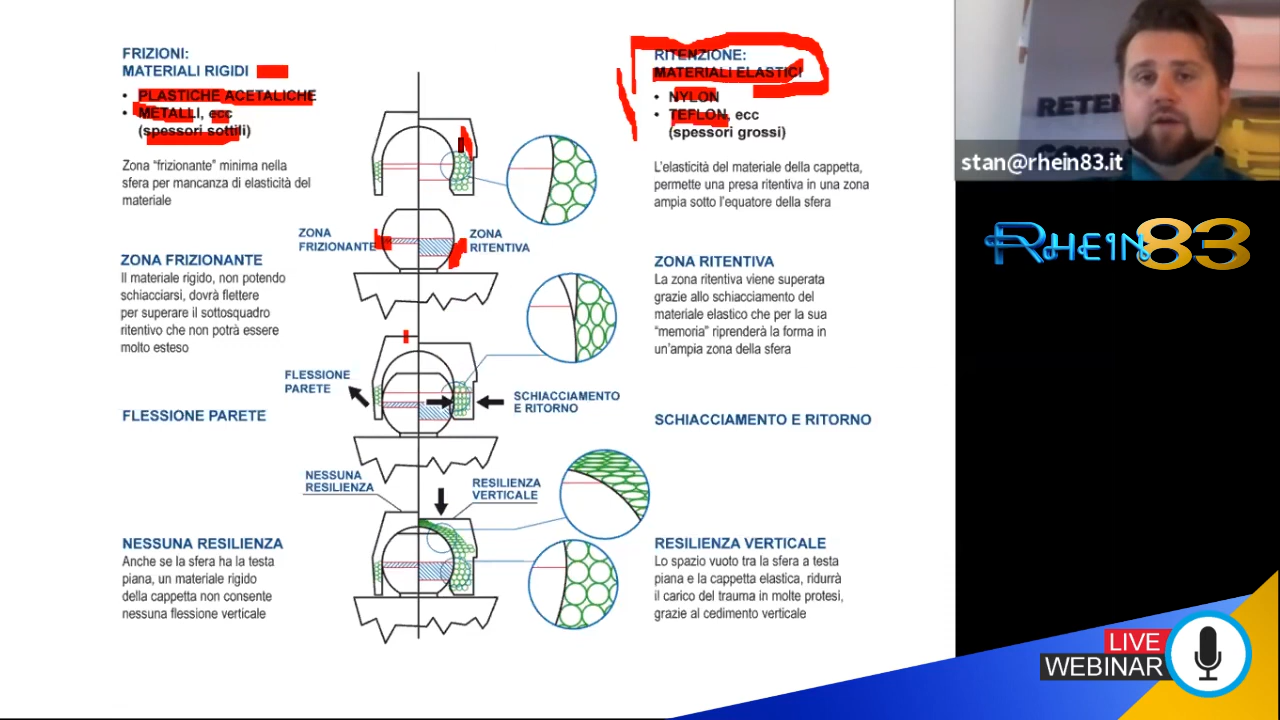 FRIZIONI:
MATERIALI RIGIDI
• PLASTICHE ACETALICHE
• METALLI, ecc
(spessori sottili)
Zona “frizionante” minima nella
sfera per mancanza di elasticità del
materiale
ZONA FRIZIONANTE
Il materiale rigido, non potendo
schiacciarsi, dovrà flettere
per superare il sottosquadro
ritentivo che non potrà essere
molto esteso
FLESSIONE PARETE
NESSUNA RESILIENZA
Anche se la sfera ha la testa
piana, un materiale rigido
della cappetta non consente
nessuna flessione verticale
ZONA
FRIZIONANTE
ZONA
RITENTIVA
FLESSIONE
PARETE
SCHIACCIAMENTO
E RITORNO
NESSUNA
RESILIENZA
RESILIENZA
VERTICALE
RITENZIONE:
MATERIALI ELASTICI
• NYLON
• TEFLON, ecc
(spessori grossi)
L’elasticità del materiale della cappetta,
permette una presa ritentiva in una zona
ampia sotto l’equatore della sfera
ZONA RITENTIVA
La zona ritentiva viene superata
grazie allo schiacciamento del
materiale elastico che per la sua
“memoria” riprenderà la forma in
un’ampia zona della sfera
SCHIACCIAMENTO E RITORNO
RESILIENZA VERTICALE
Lo spazio vuoto tra la sfera a testa
piana e la cappetta elastica, ridurrà
il carico del trauma in molte protesi,
grazie al cedimento verticale
RETEN
stan@rhein83.it
RHEIN83
LIVE
WEBINAR